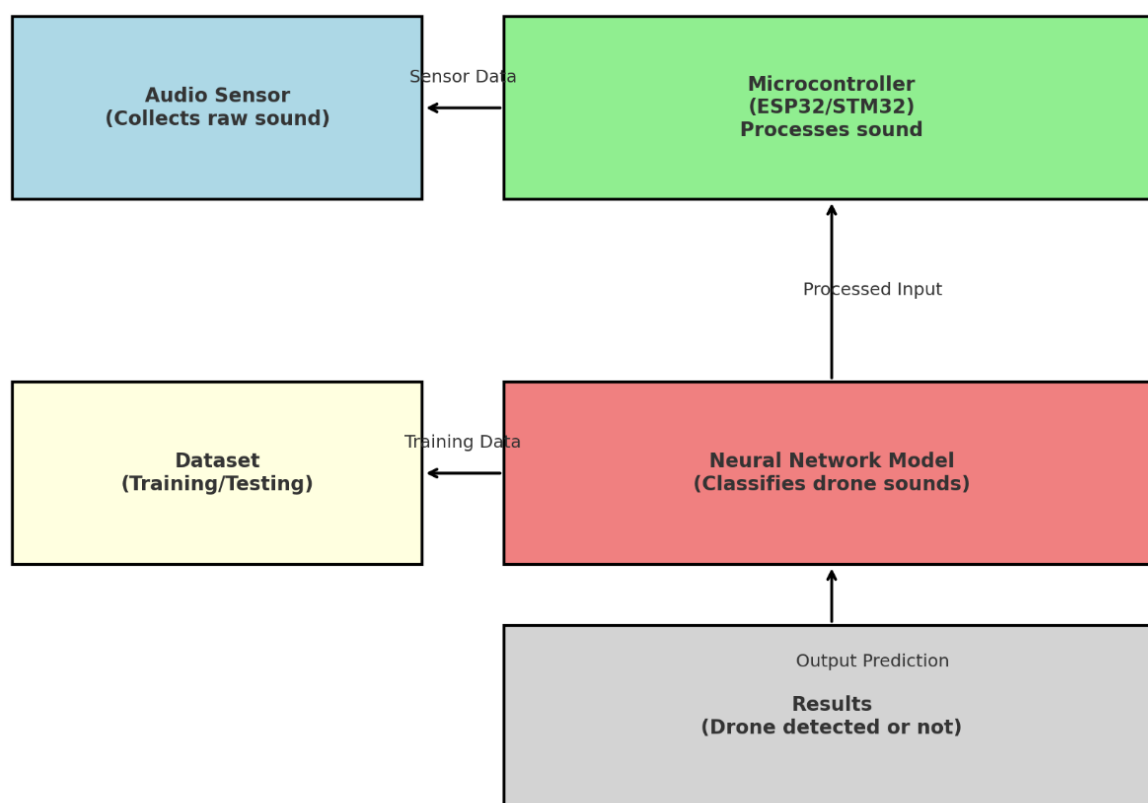 Audio Sensor
(Collects raw sound)
Sensor Data
Microcontroller
(ESP32/STM32)
Processes sound
Processed Input
Dataset
(Training/Testing)
Training Data
Neural Network Model
(Classifies drone sounds)
Output Prediction
Results
(Drone detected or not)